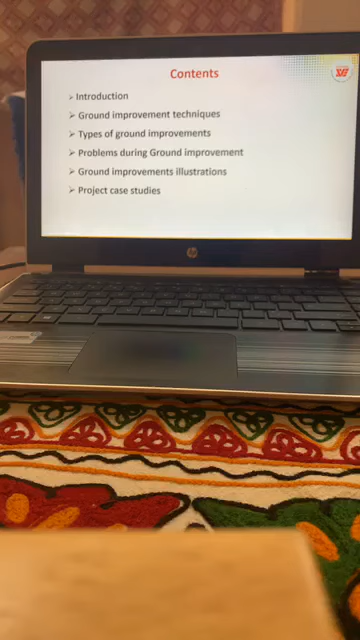 Contents
➢ Introduction
➢ Ground improvement techniques
➢ Types of ground improvements
➢ Problems during Ground improvement
➢ Ground improvements illustrations
➢ Project case studies
hp